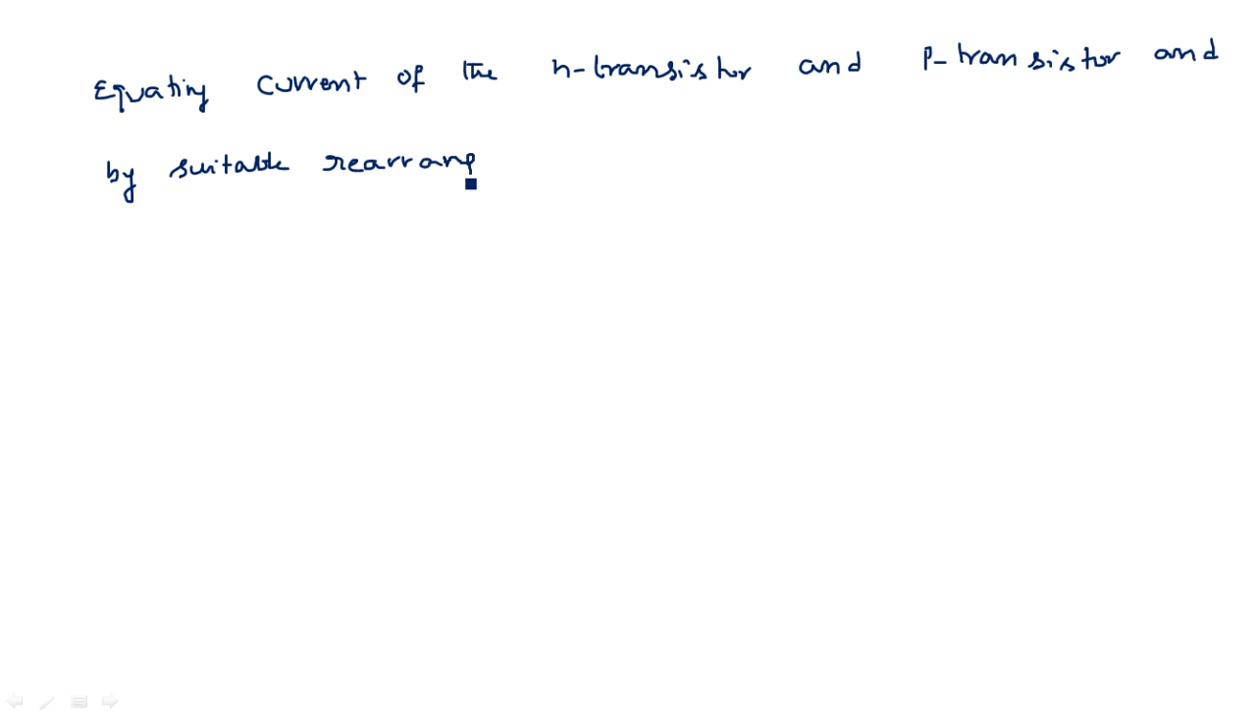 Equating current of the n-transistor and P-transistor and
by suitable rearrang